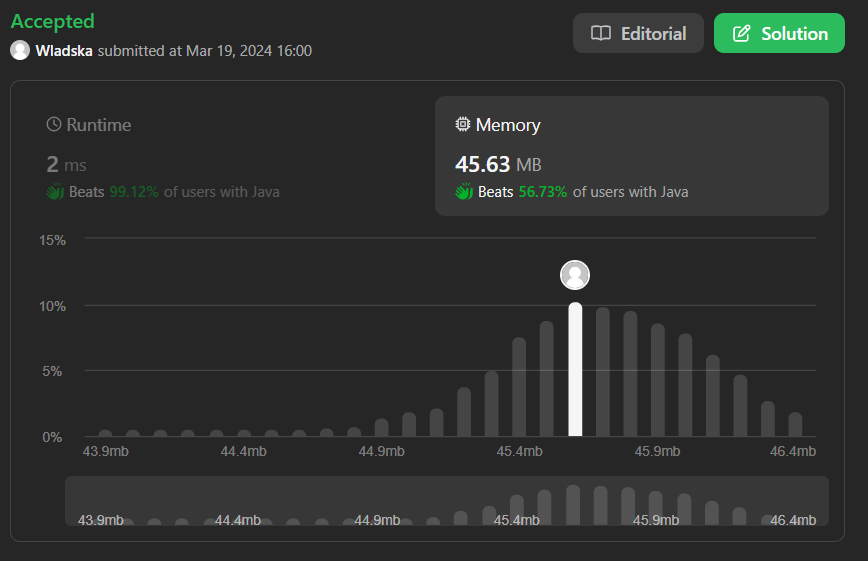 Accepted
Wladska submitted at Mar 19, 2024 16:00
Editorial
Solution
Runtime
2 ms
Beats 99.12% of users with Java
Memory
45.63 MB
Beats 56.73% of users with Java
15%
10%
5%
0%
43.9mb 44.4mb 44.9mb 45.4mb 45.9mb 46.4mb
43.9mb 44.4mb 44.9mb 45.4mb 45.9mb 46.4mb